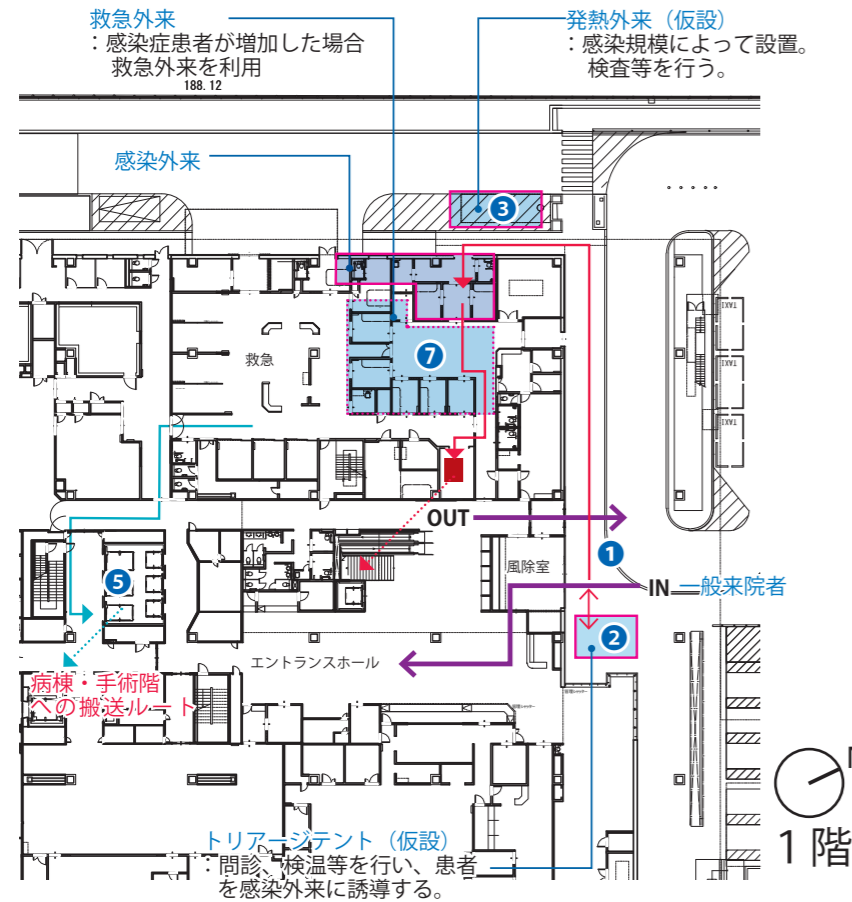 救急外来
：感染症患者が増加した場合
救急外来を利用
188.12
発熱外来（仮設）
：感染規模によって設置。
検査等を行う。
感染外来
3
TAXI
TAXI
TAXI
救急
7
OUT
1
風除室
IN 一般来院者
5
2
エントランスホール
病棟・手術階
への搬送ルート
N
1階
トリアージテント（仮設）
：問診、検温等を行い、患者
を感染外来に誘導する。